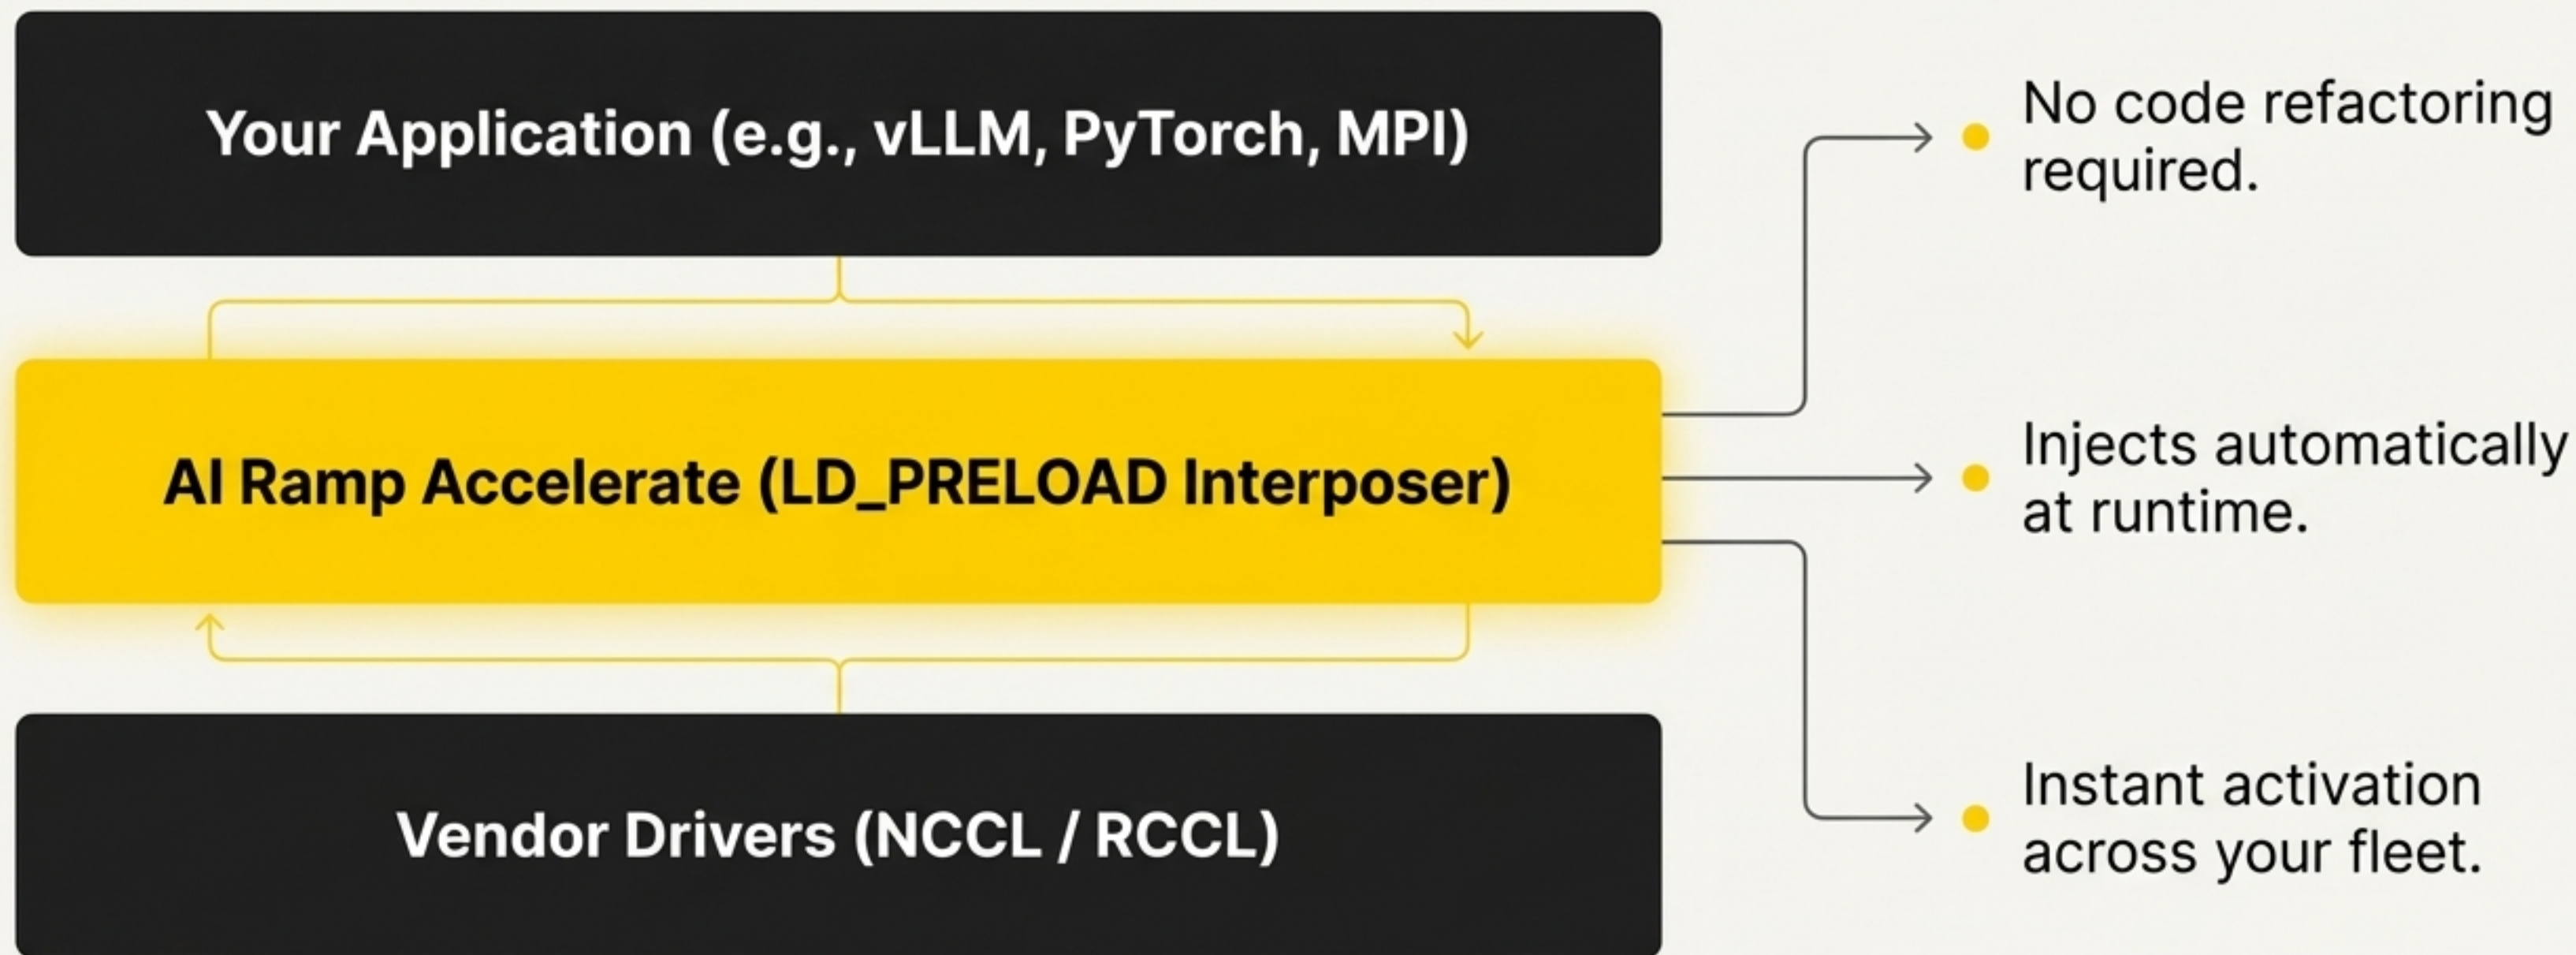 Your Application (e.g., vLLM, PyTorch, MPI)
No code refactoring
required.
AI Ramp Accelerate (LD_PRELOAD Interposer)
Injects automatically
at runtime.
Vendor Drivers (NCCL / RCCL)
Instant activation
across your fleet.